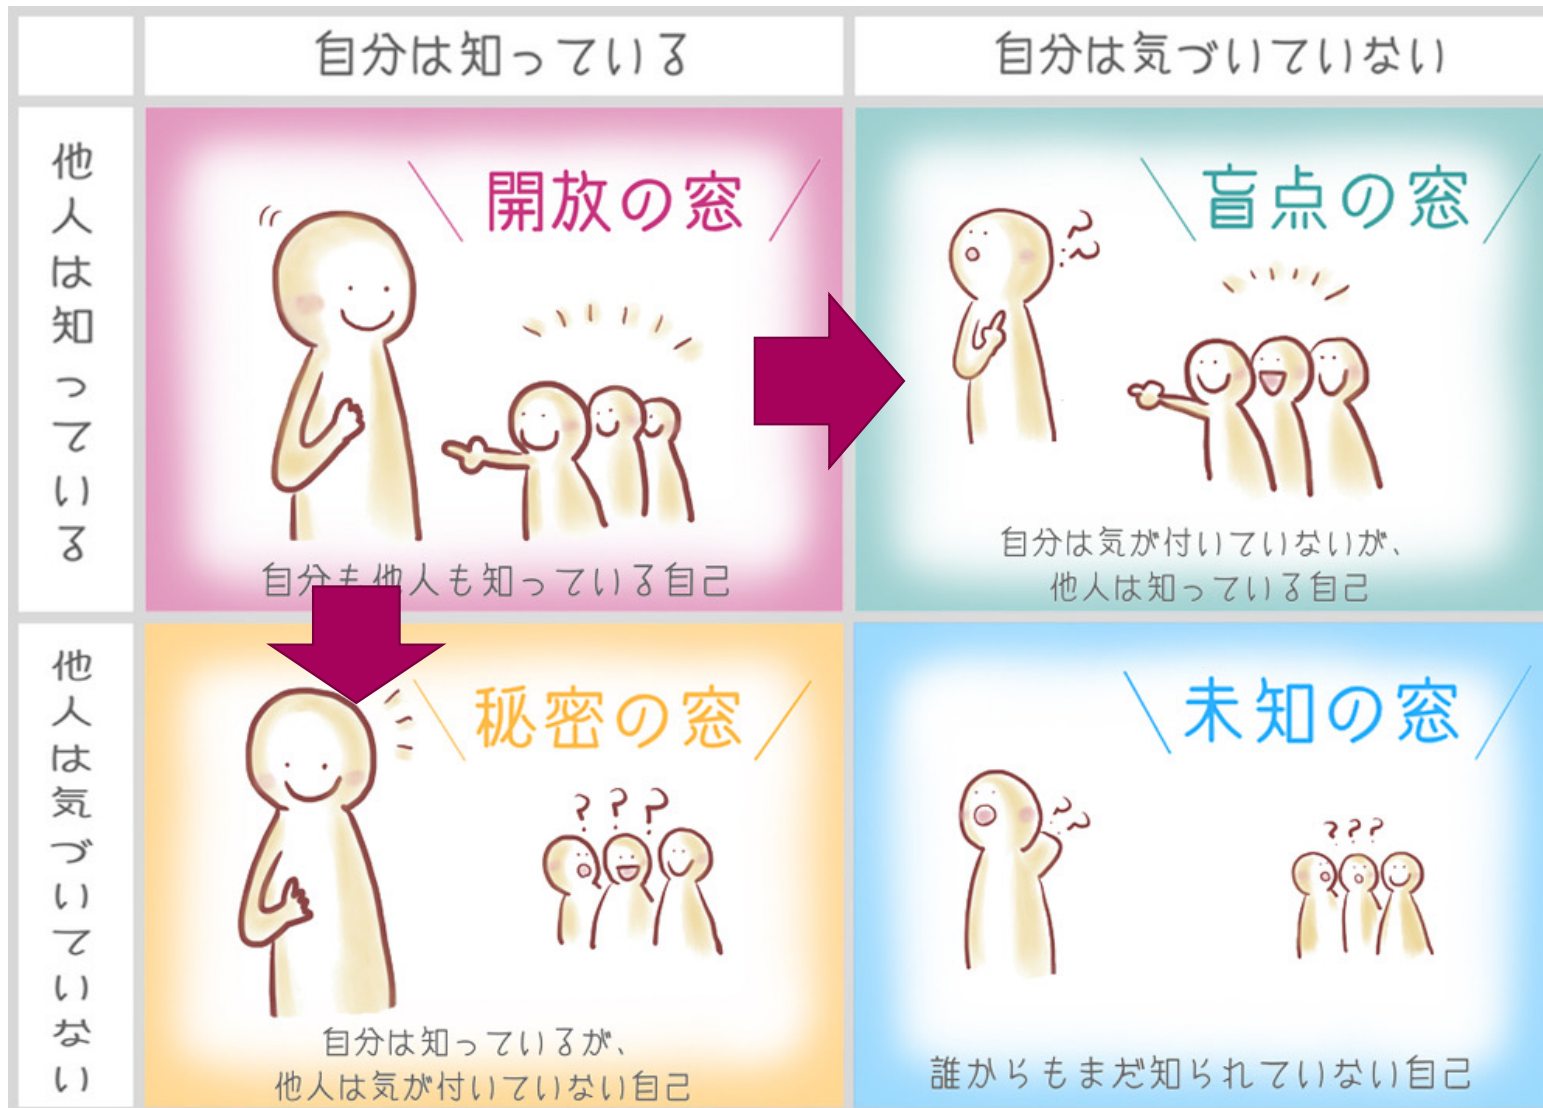 自分は知っている
自分は気づいていない
他人は知っている
開放の窓
自分も他人も知っている自己
盲点の窓
? ?
自分は気が付いていないが、
他人は知っている自己
他人は気づいていない
秘密の窓
? ? ?
自分は知っているが、
他人は気が付いていない自己
未知の窓
? ?
? ? ?
誰からもまだ知られていない自己